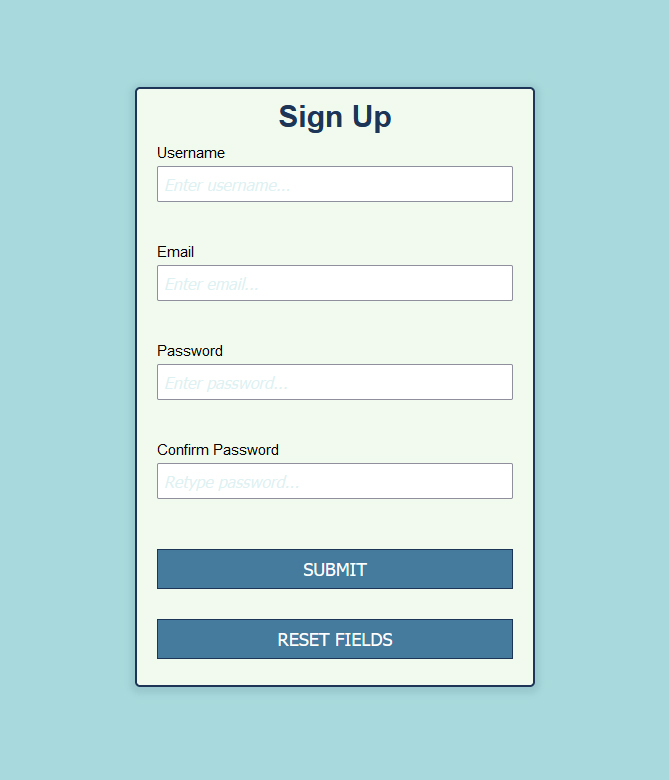 Sign Up
Username
Enter username...
Email
Enter email...
Password
Enter password...
Confirm Password
Retype password...
SUBMIT
RESET FIELDS